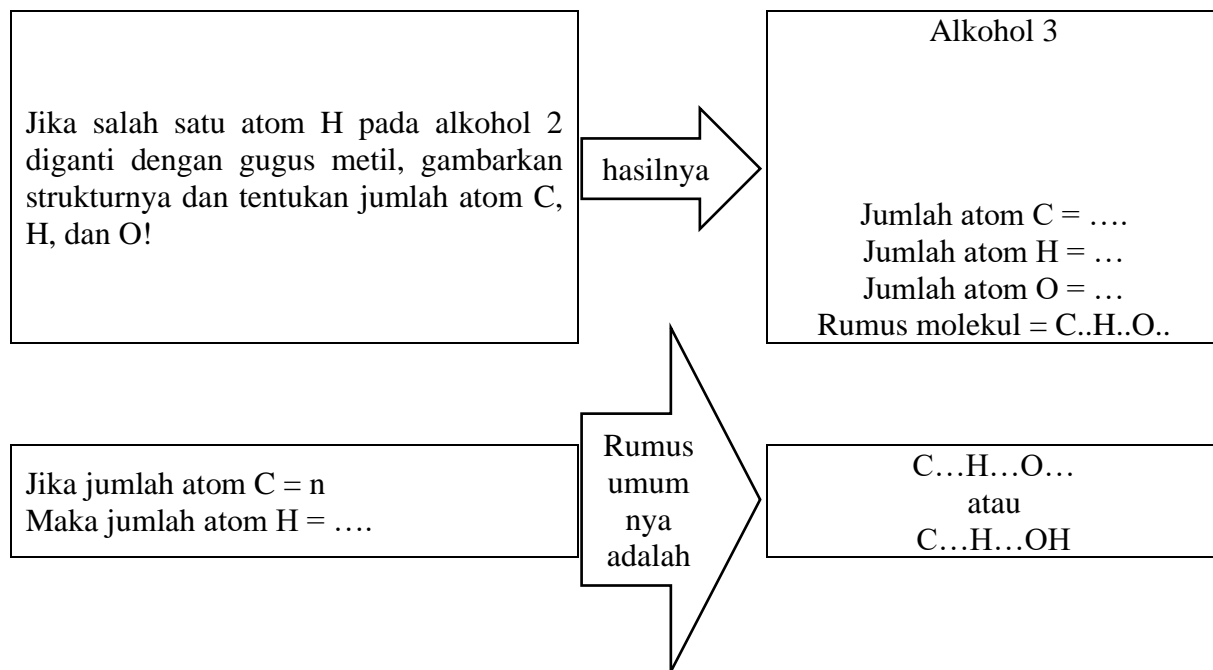 Jika salah satu atom H pada alkohol 2
diganti dengan gugus metil, gambarkan
strukturnya dan tentukan jumlah atom C,
H, dan O!
hasilnya
Alkohol 3
Jumlah atom C = ….
Jumlah atom H = …
Jumlah atom O = …
Rumus molekul = C..H..O..
Jika jumlah atom C = n
Maka jumlah atom H = ….
Rumus
umum
nya
adalah
C…H…O…
atau
C…H…OH